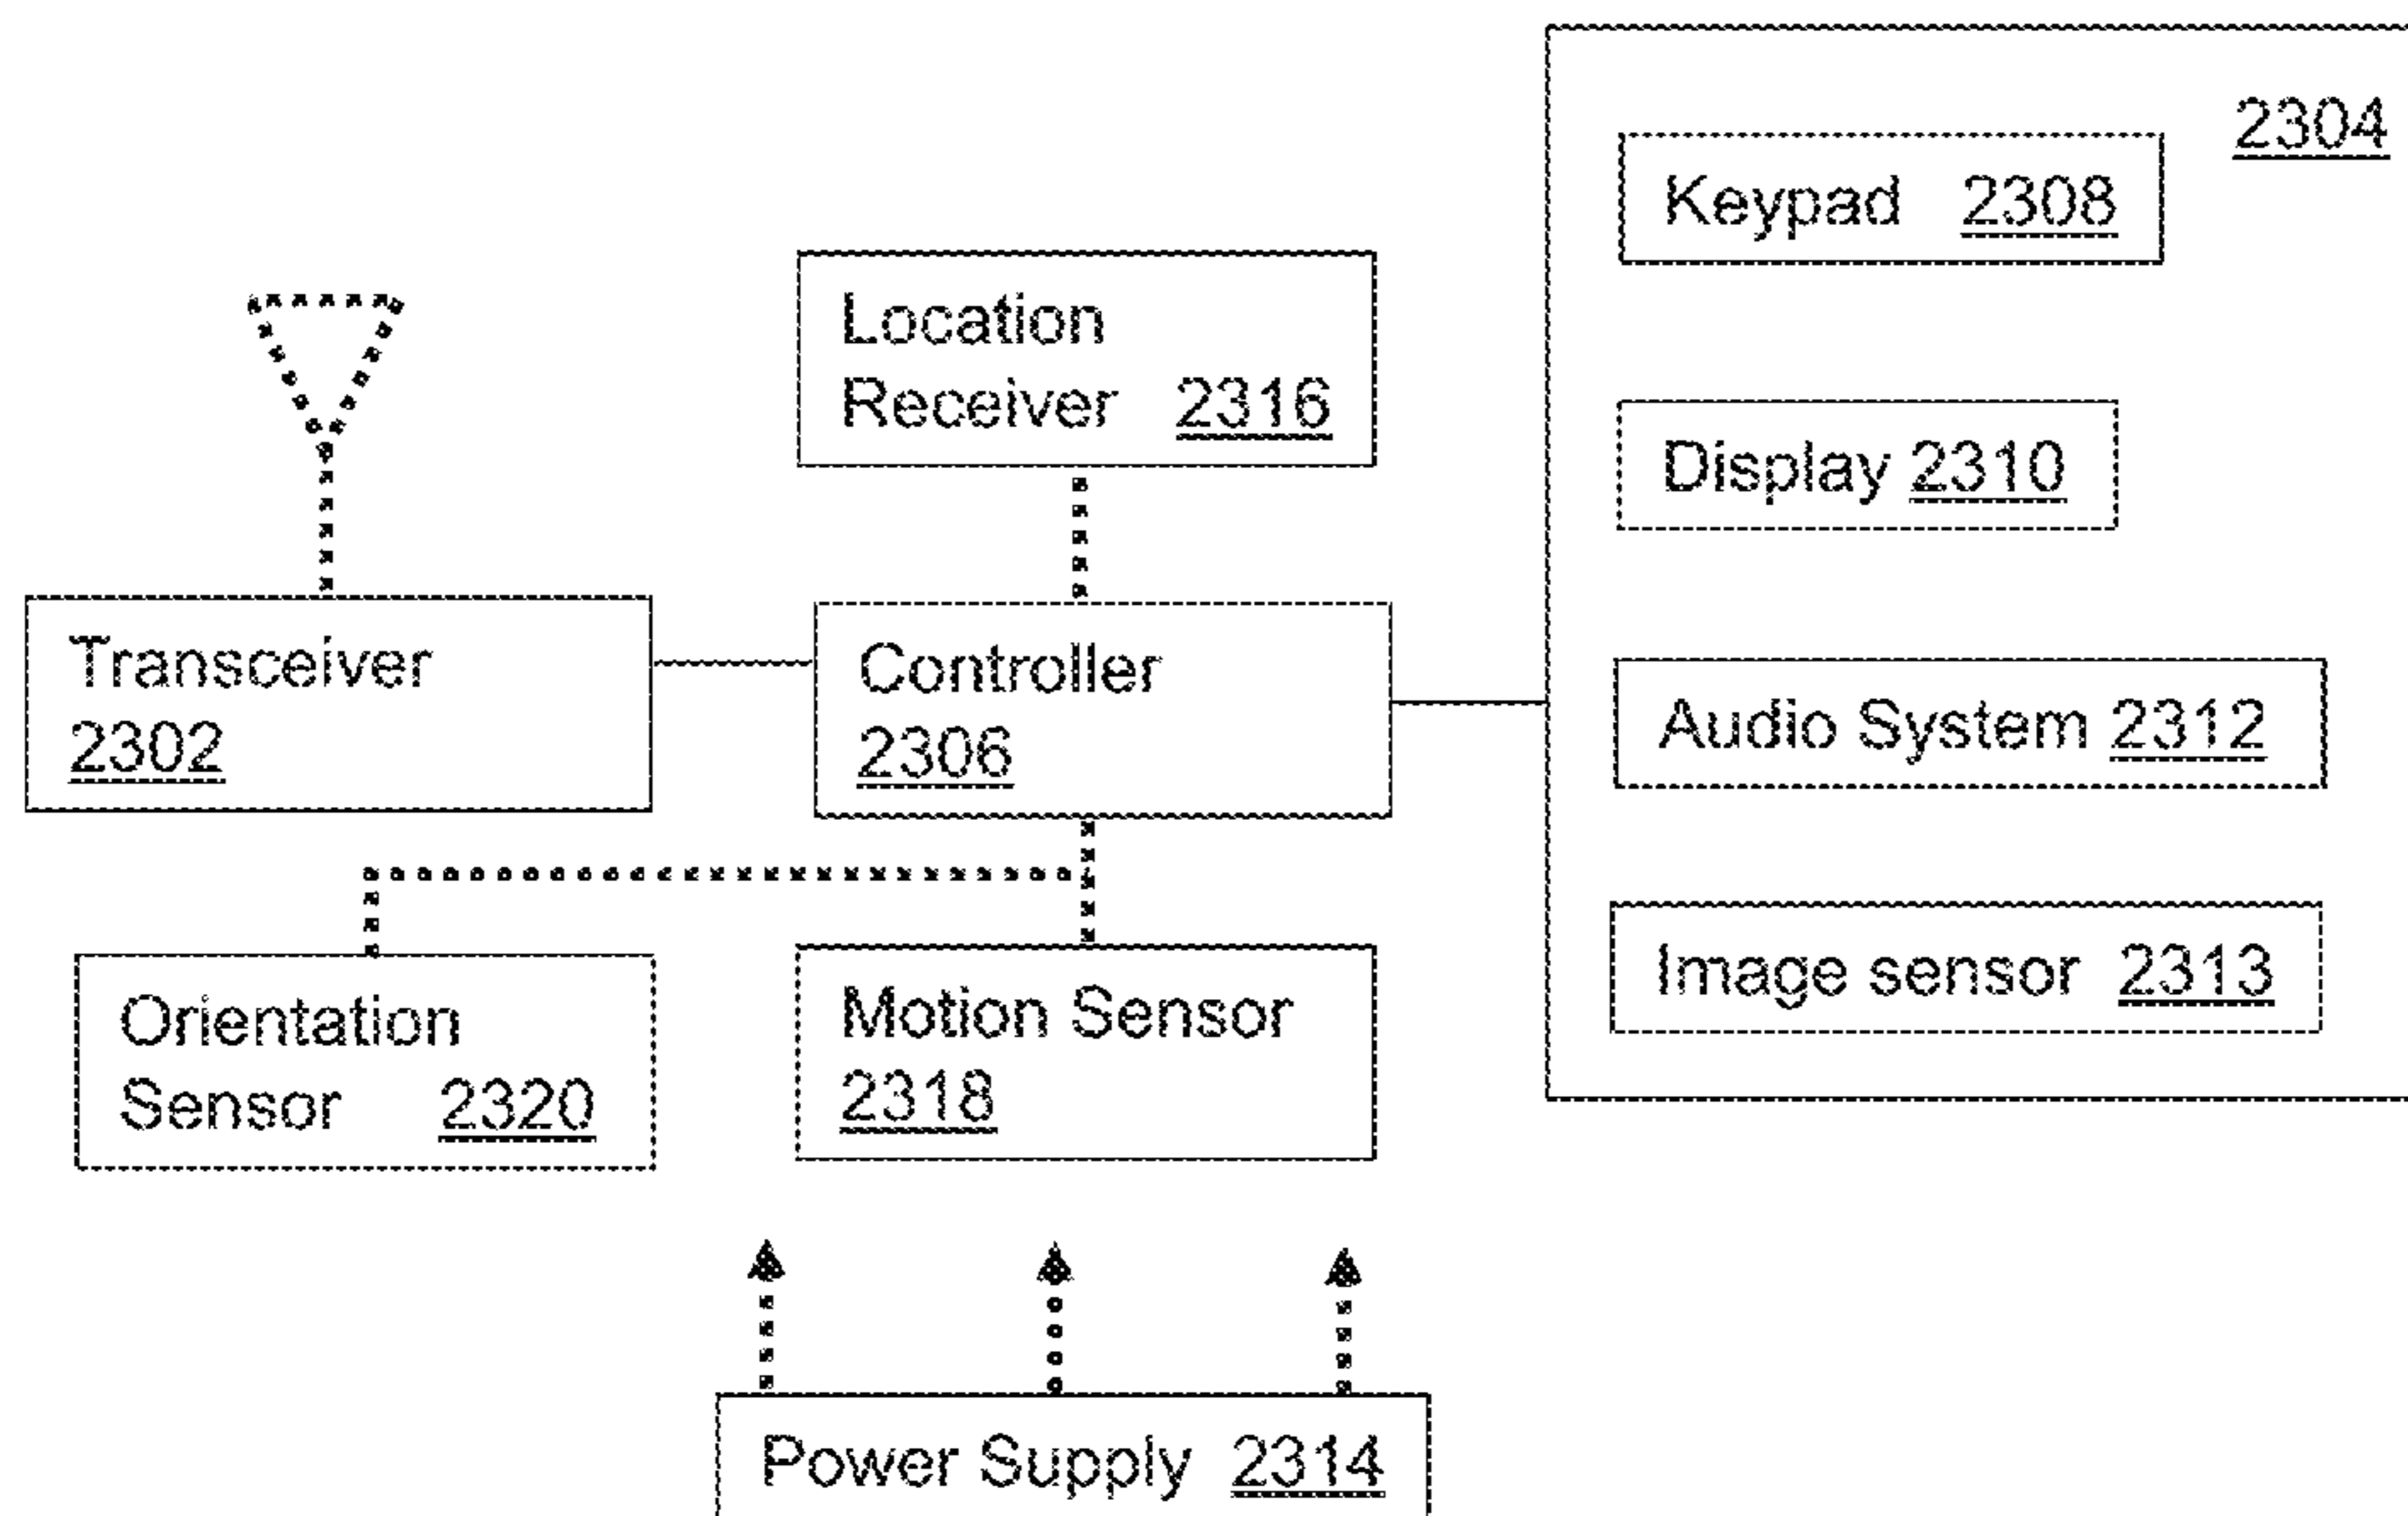 2304
Keypad 2308
Location
Receiver 2316
Display 2310
Transceiver
2302
Controller
2306
Audio System 2312
Image sensor 2313
Orientation
Sensor 2320
Motion Sensor
2318
Power Supply 2314